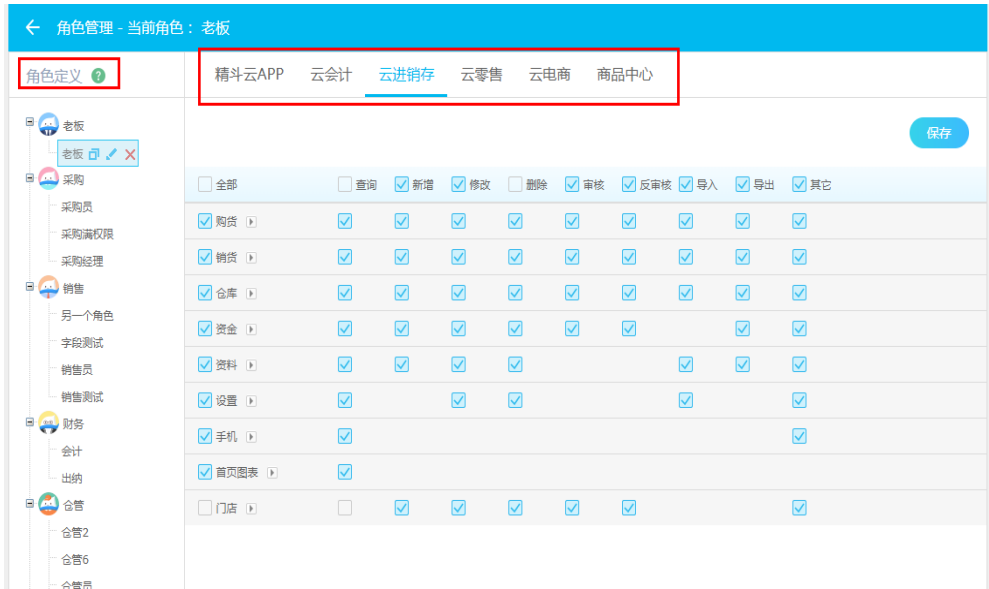 角色管理 - 当前角色： 老板
角色定义 ?
精斗云APP 云会计 云进销存 云零售 云电商 商品中心
保存
老板
老板
采购
采购员
采购满权限
采购经理
销售
另一个角色
字段测试
销售员
销售测试
财务
会计
出纳
仓管
仓管2
仓管6
仓管员
全部 查询 新增 修改 删除 审核 反审核 导入 导出 其它
购货
销货
仓库
资金
资料
设置
手机
首页图表
门店